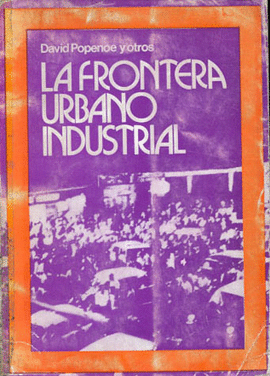 David Popenoe y otros
LA FRONTERA
URBANO
INDUSTRIAL